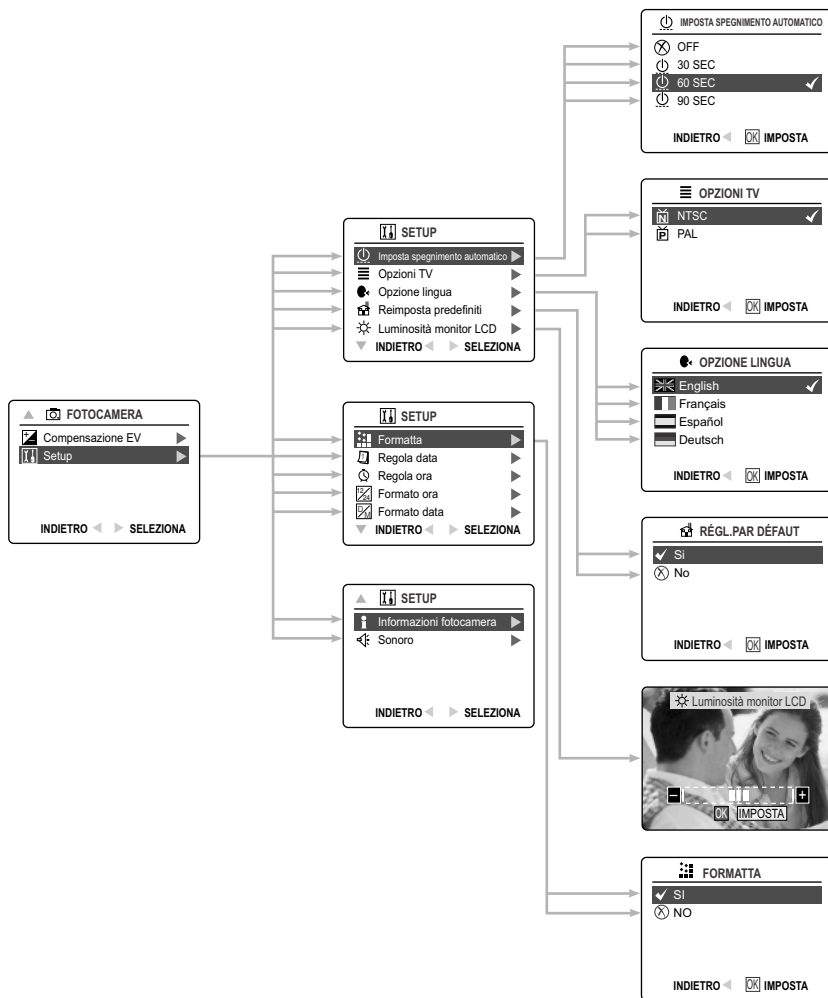 FOTOCAMERA
Compensazione EV
Setup
INDIETRO SELEZIONA
SETUP
Imposta spegnimento automatico
Opzioni TV
Opzione lingua
Reimposta predefiniti
Luminosità monitor LCD
INDIETRO SELEZIONA
SETUP
Formatta
Regola data
Regola ora
12/24 Formato ora
D/M Formato data
INDIETRO SELEZIONA
SETUP
Informazioni fotocamera
Sonoro
INDIETRO SELEZIONA
IMPOSTA SPEGNIMENTO AUTOMATICO
OFF
30 SEC
60 SEC
90 SEC
INDIETRO OK IMPOSTA
OPZIONI TV
N NTSC
P PAL
INDIETRO OK IMPOSTA
OPZIONE LINGUA
English
Français
Español
Deutsch
INDIETRO OK IMPOSTA
RÉGL.PAR DÉFAUT
Si
No
INDIETRO OK IMPOSTA
Luminosità monitor LCD
OK IMPOSTA
FORMATTA
SI
NO
INDIETRO OK IMPOSTA